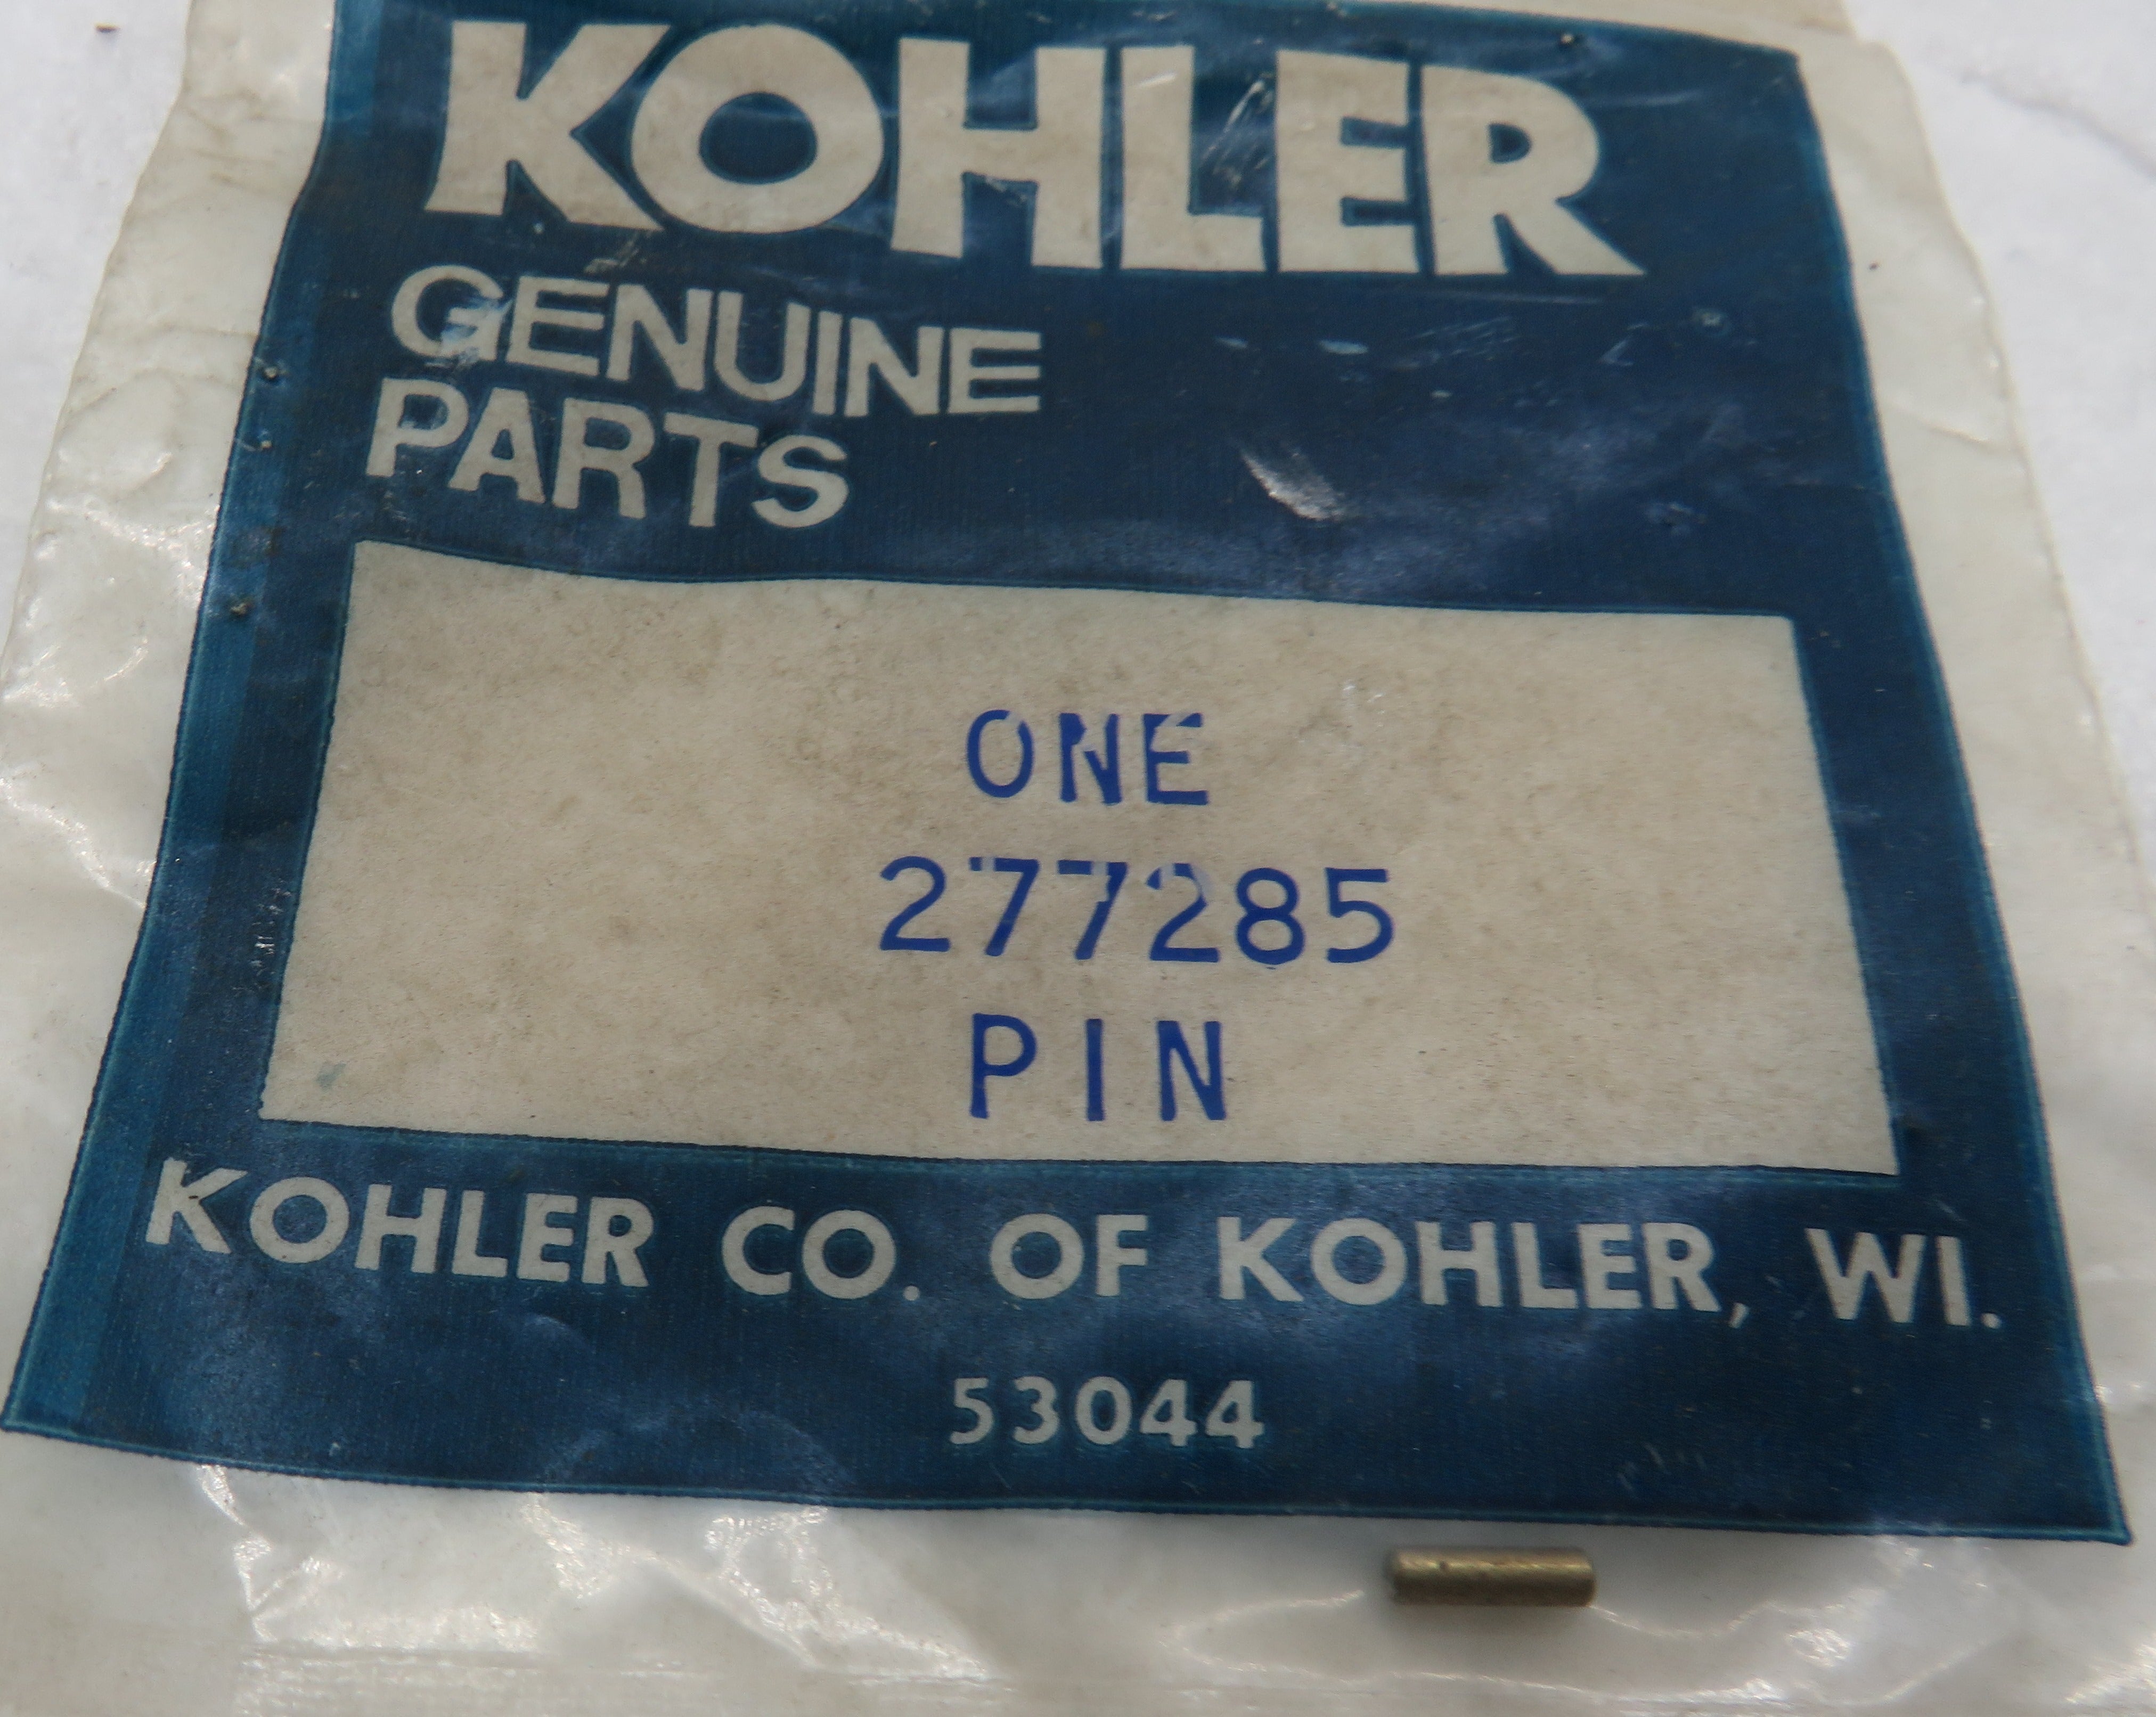 KOHLER
GENUINE
PARTS
ONE
277285
PIN
KOHLER CO. OF KOHLER, WI.
53044